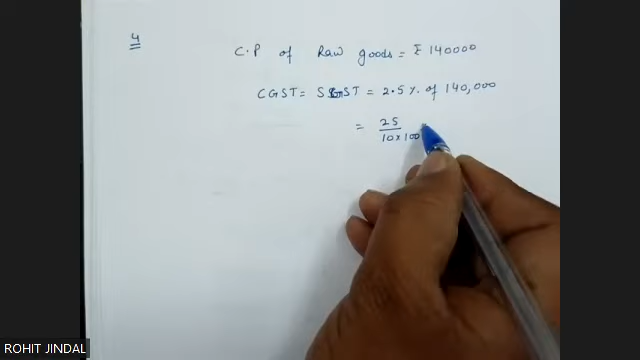 4
C.P of Raw goods = ₹ 140000
CGST = SGST = 2.5% of 140,000
= 25 / 10 x 100
ROHIT JINDAL